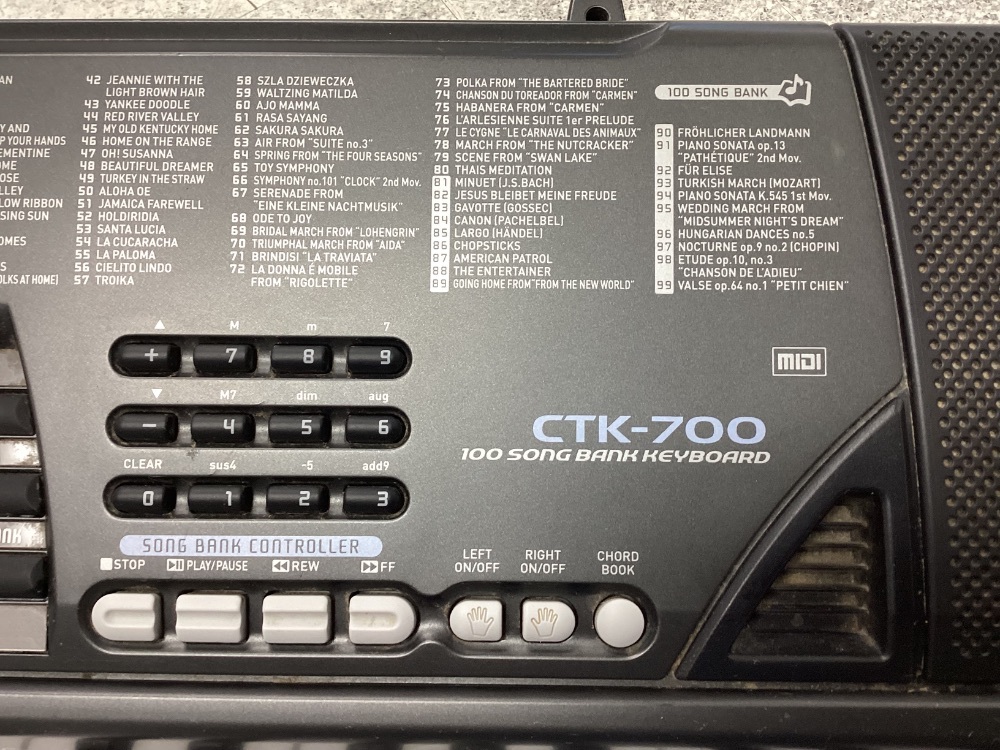 AN
Y AND
P YOUR HANDS
EMENTINE
OME
OSE
LLEY
LOW RIBBON
SING SUN
OMES
S
OLKS AT HOME)
42 JEANNIE WITH THE
LIGHT BROWN HAIR
43 YANKEE DOODLE
44 RED RIVER VALLEY
45 MY OLD KENTUCKY HOME
46 HOME ON THE RANGE
47 OH! SUSANNA
48 BEAUTIFUL DREAMER
49 TURKEY IN THE STRAW
50 ALOHA OE
51 JAMAICA FAREWELL
52 HOLDIRIDIA
53 SANTA LUCIA
54 LA CUCARACHA
55 LA PALOMA
56 CIELITO LINDO
57 TROIKA
58 SZLA DZIEWECZKA
59 WALTZING MATILDA
60 AJO MAMMA
61 RASA SAYANG
62 SAKURA SAKURA
63 AIR FROM "SUITE no.3"
64 SPRING FROM "THE FOUR SEASONS"
65 TOY SYMPHONY
66 SYMPHONY no.101 "CLOCK" 2nd Mov.
67 SERENADE FROM
"EINE KLEINE NACHTMUSIK"
68 ODE TO JOY
69 BRIDAL MARCH FROM "LOHENGRIN"
70 TRIUMPHAL MARCH FROM "AIDA"
71 BRINDISI "LA TRAVIATA"
72 LA DONNA É MOBILE
FROM "RIGOLETTE"
73 POLKA FROM "THE BARTERED BRIDE"
74 CHANSON DU TOREADOR FROM "CARMEN"
75 HABANERA FROM "CARMEN"
76 L'ARLESIENNE SUITE 1er PRELUDE
77 LE CYGNE "LE CARNAVAL DES ANIMAUX"
78 MARCH FROM "THE NUTCRACKER"
79 SCENE FROM "SWAN LAKE"
80 THAIS MEDITATION
81 MINUET (J.S.BACH)
82 JESUS BLEIBET MEINE FREUDE
83 GAVOTTE (GOSSEC)
84 CANON (PACHELBEL)
85 LARGO (HÄNDEL)
86 CHOPSTICKS
87 AMERICAN PATROL
88 THE ENTERTAINER
89 GOING HOME FROM "FROM THE NEW WORLD"
100 SONG BANK
90 FRÖHLICHER LANDMANN
91 PIANO SONATA op.13
"PATHÉTIQUE" 2nd Mov.
92 FÜR ELISE
93 TURKISH MARCH (MOZART)
94 PIANO SONATA K.545 1st Mov.
95 WEDDING MARCH FROM
"MIDSUMMER NIGHT'S DREAM"
96 HUNGARIAN DANCES no.5
97 NOCTURNE op.9 no.2 (CHOPIN)
98 ETUDE op.10, no.3
"CHANSON DE L'ADIEU"
99 VALSE op.64 no.1 "PETIT CHIEN"
▲ M m 7
+ 7 8 9
▼ M7 dim aug
- 4 5 6
CLEAR sus4 -5 add9
0 1 2 3
MIDI
CTK-700
100 SONG BANK KEYBOARD
SONG BANK CONTROLLER
STOP PLAY/PAUSE REW FF
LEFT
ON/OFF
RIGHT
ON/OFF
CHORD
BOOK